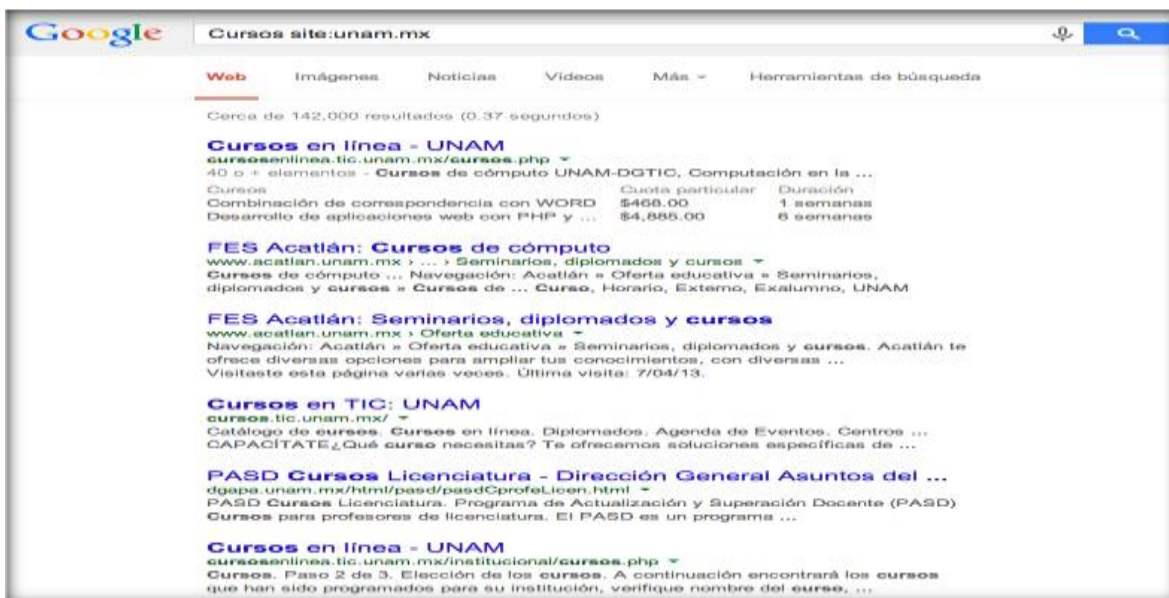 Google
Cursos site:unam.mx
Web Imágenes Noticias Vídeos Más Herramientas de búsqueda
Cerca de 142,000 resultados (0.37 segundos)
Cursos en línea - UNAM
cursosenlinea.tic.unam.mx/cursos.php
40 o + elementos - Cursos de cómputo UNAM-DGTIC, Computación en la ...
Cursos Cuota particular Duración
Combinación de correspondencia con WORD $468.00 1 semanas
Desarrollo de aplicaciones web con PHP y ... $4,885.00 6 semanas
FES Acatlán: Cursos de cómputo
www.acatlan.unam.mx › ... › Seminarios, diplomados y cursos
Cursos de cómputo ... Navegación: Acatlán » Oferta educativa » Seminarios,
diplomados y cursos » Cursos de ... Curso, Horario, Externo, Exalumno, UNAM
FES Acatlán: Seminarios, diplomados y cursos
www.acatlan.unam.mx › Oferta educativa
Navegación: Acatlán » Oferta educativa » Seminarios, diplomados y cursos. Acatlán te
ofrece diversas opciones para ampliar tus conocimientos, con diversas ...
Visitaste esta página varias veces. Última visita: 7/04/13.
Cursos en TIC: UNAM
cursos.tic.unam.mx/
Catálogo de cursos. Cursos en línea. Diplomados. Agenda de Eventos. Centros ...
CAPACÍTATE¿Qué curso necesitas? Te ofrecemos soluciones específicas de ...
PASD Cursos Licenciatura - Dirección General Asuntos del ...
dgapa.unam.mx/html/pasd/pasdCprofeLicen.html
PASD Cursos Licenciatura. Programa de Actualización y Superación Docente (PASD)
Cursos para profesores de licenciatura. El PASD es un programa ...
Cursos en línea - UNAM
cursosenlinea.tic.unam.mx/institucional/cursos.php
Cursos. Paso 2 de 3. Elección de los cursos. A continuación encontrará los cursos
que han sido programados para su institución, verifique nombre del curso, ...